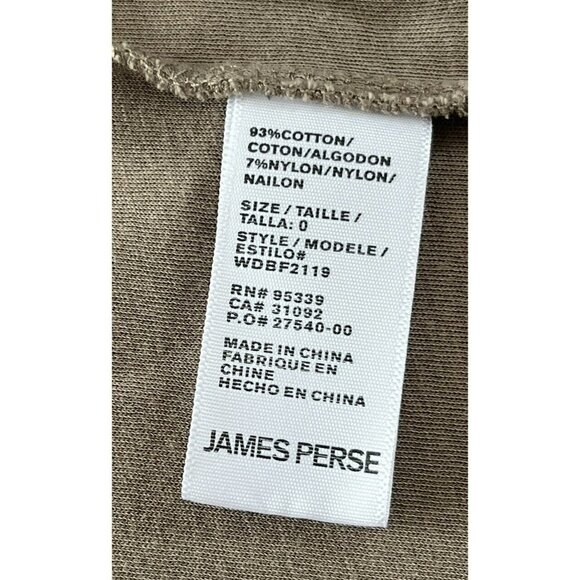 93%COTTON/
COTON/ALGODON
7%NYLON/NYLON/
NAILON
SIZE / TAILLE /
TALLA: 0
STYLE / MODELE /
ESTILO#
WDBF2119
RN# 95339
CA# 31092
P.O# 27540-00
MADE IN CHINA
FABRIQUE EN
CHINE
HECHO EN CHINA
JAMES PERSE